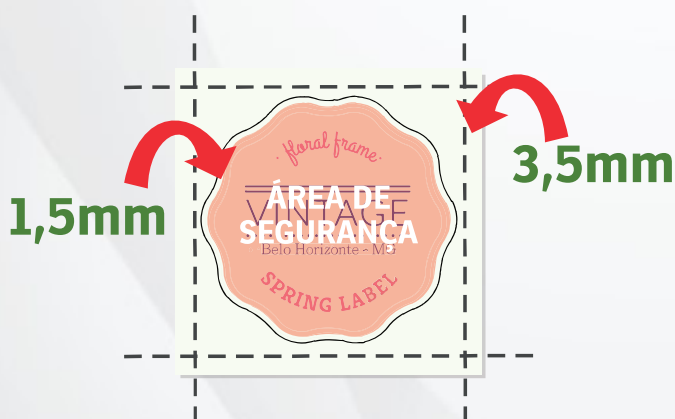 3,5mm
1,5mm
· floral frame ·
VINTAGE
ÁREA DE
SEGURANÇA
Belo Horizonte - MG
SPRING LABEL